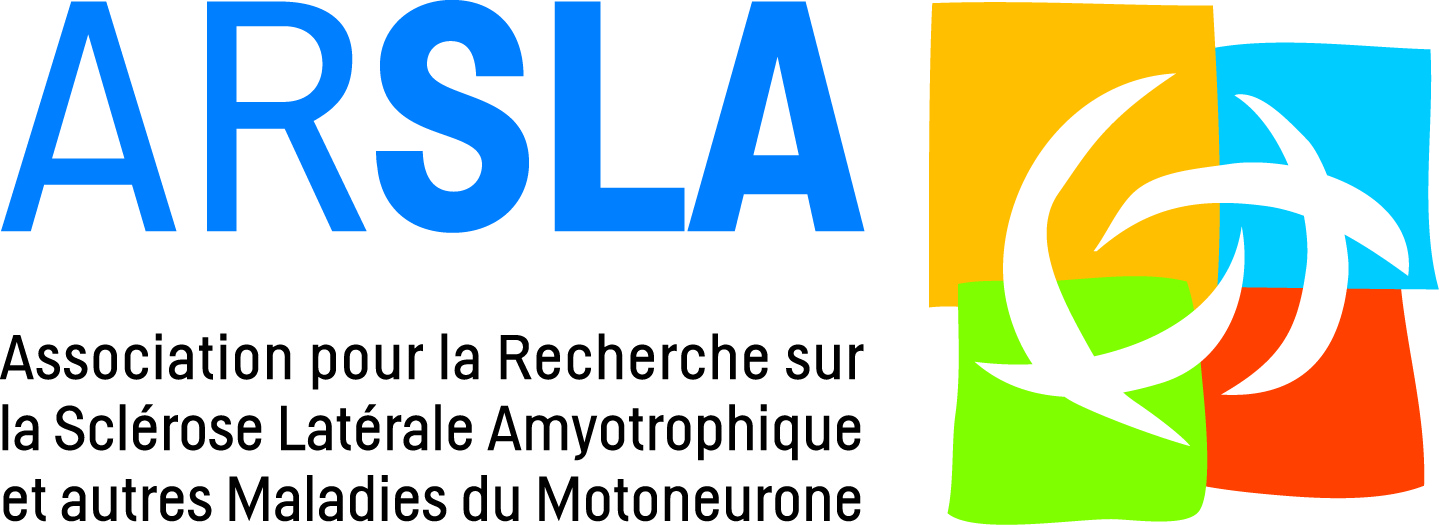 ARSLA
Association pour la Recherche sur
la Sclérose Latérale Amyotrophique
et autres Maladies du Motoneurone